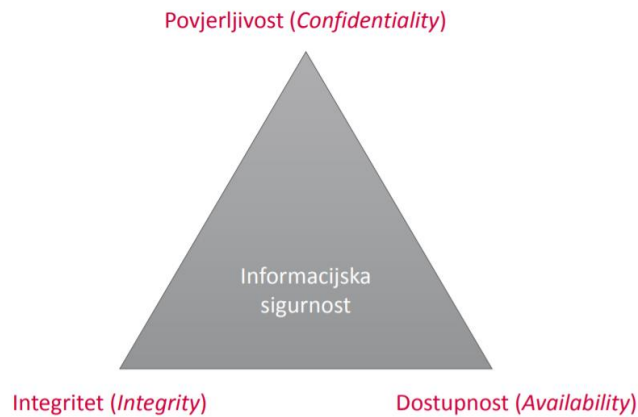 Povjerljivost (Confidentiality)
Informacijska
sigurnost
Integritet (Integrity)
Dostupnost (Availability)